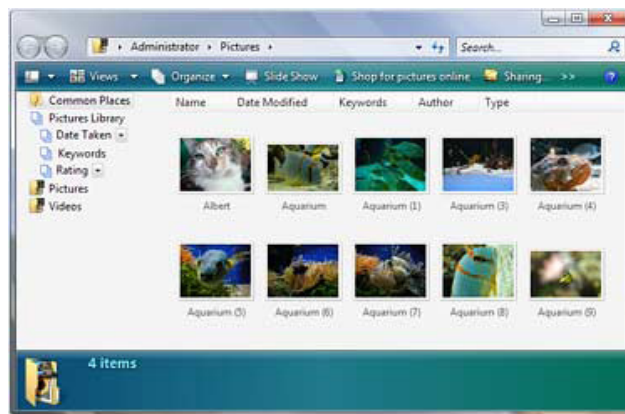 Administrator Pictures
Search...
Views Organize Slide Show Shop for pictures online Sharing... >> ?
Common Places
Name Date Modified Keywords Author Type
Pictures Library
Date Taken
Keywords
Rating
Pictures
Videos
Albert Aquarium Aquarium (1) Aquarium (3) Aquarium (4)
Aquarium (5) Aquarium (6) Aquarium (7) Aquarium (8) Aquarium (9)
4 items